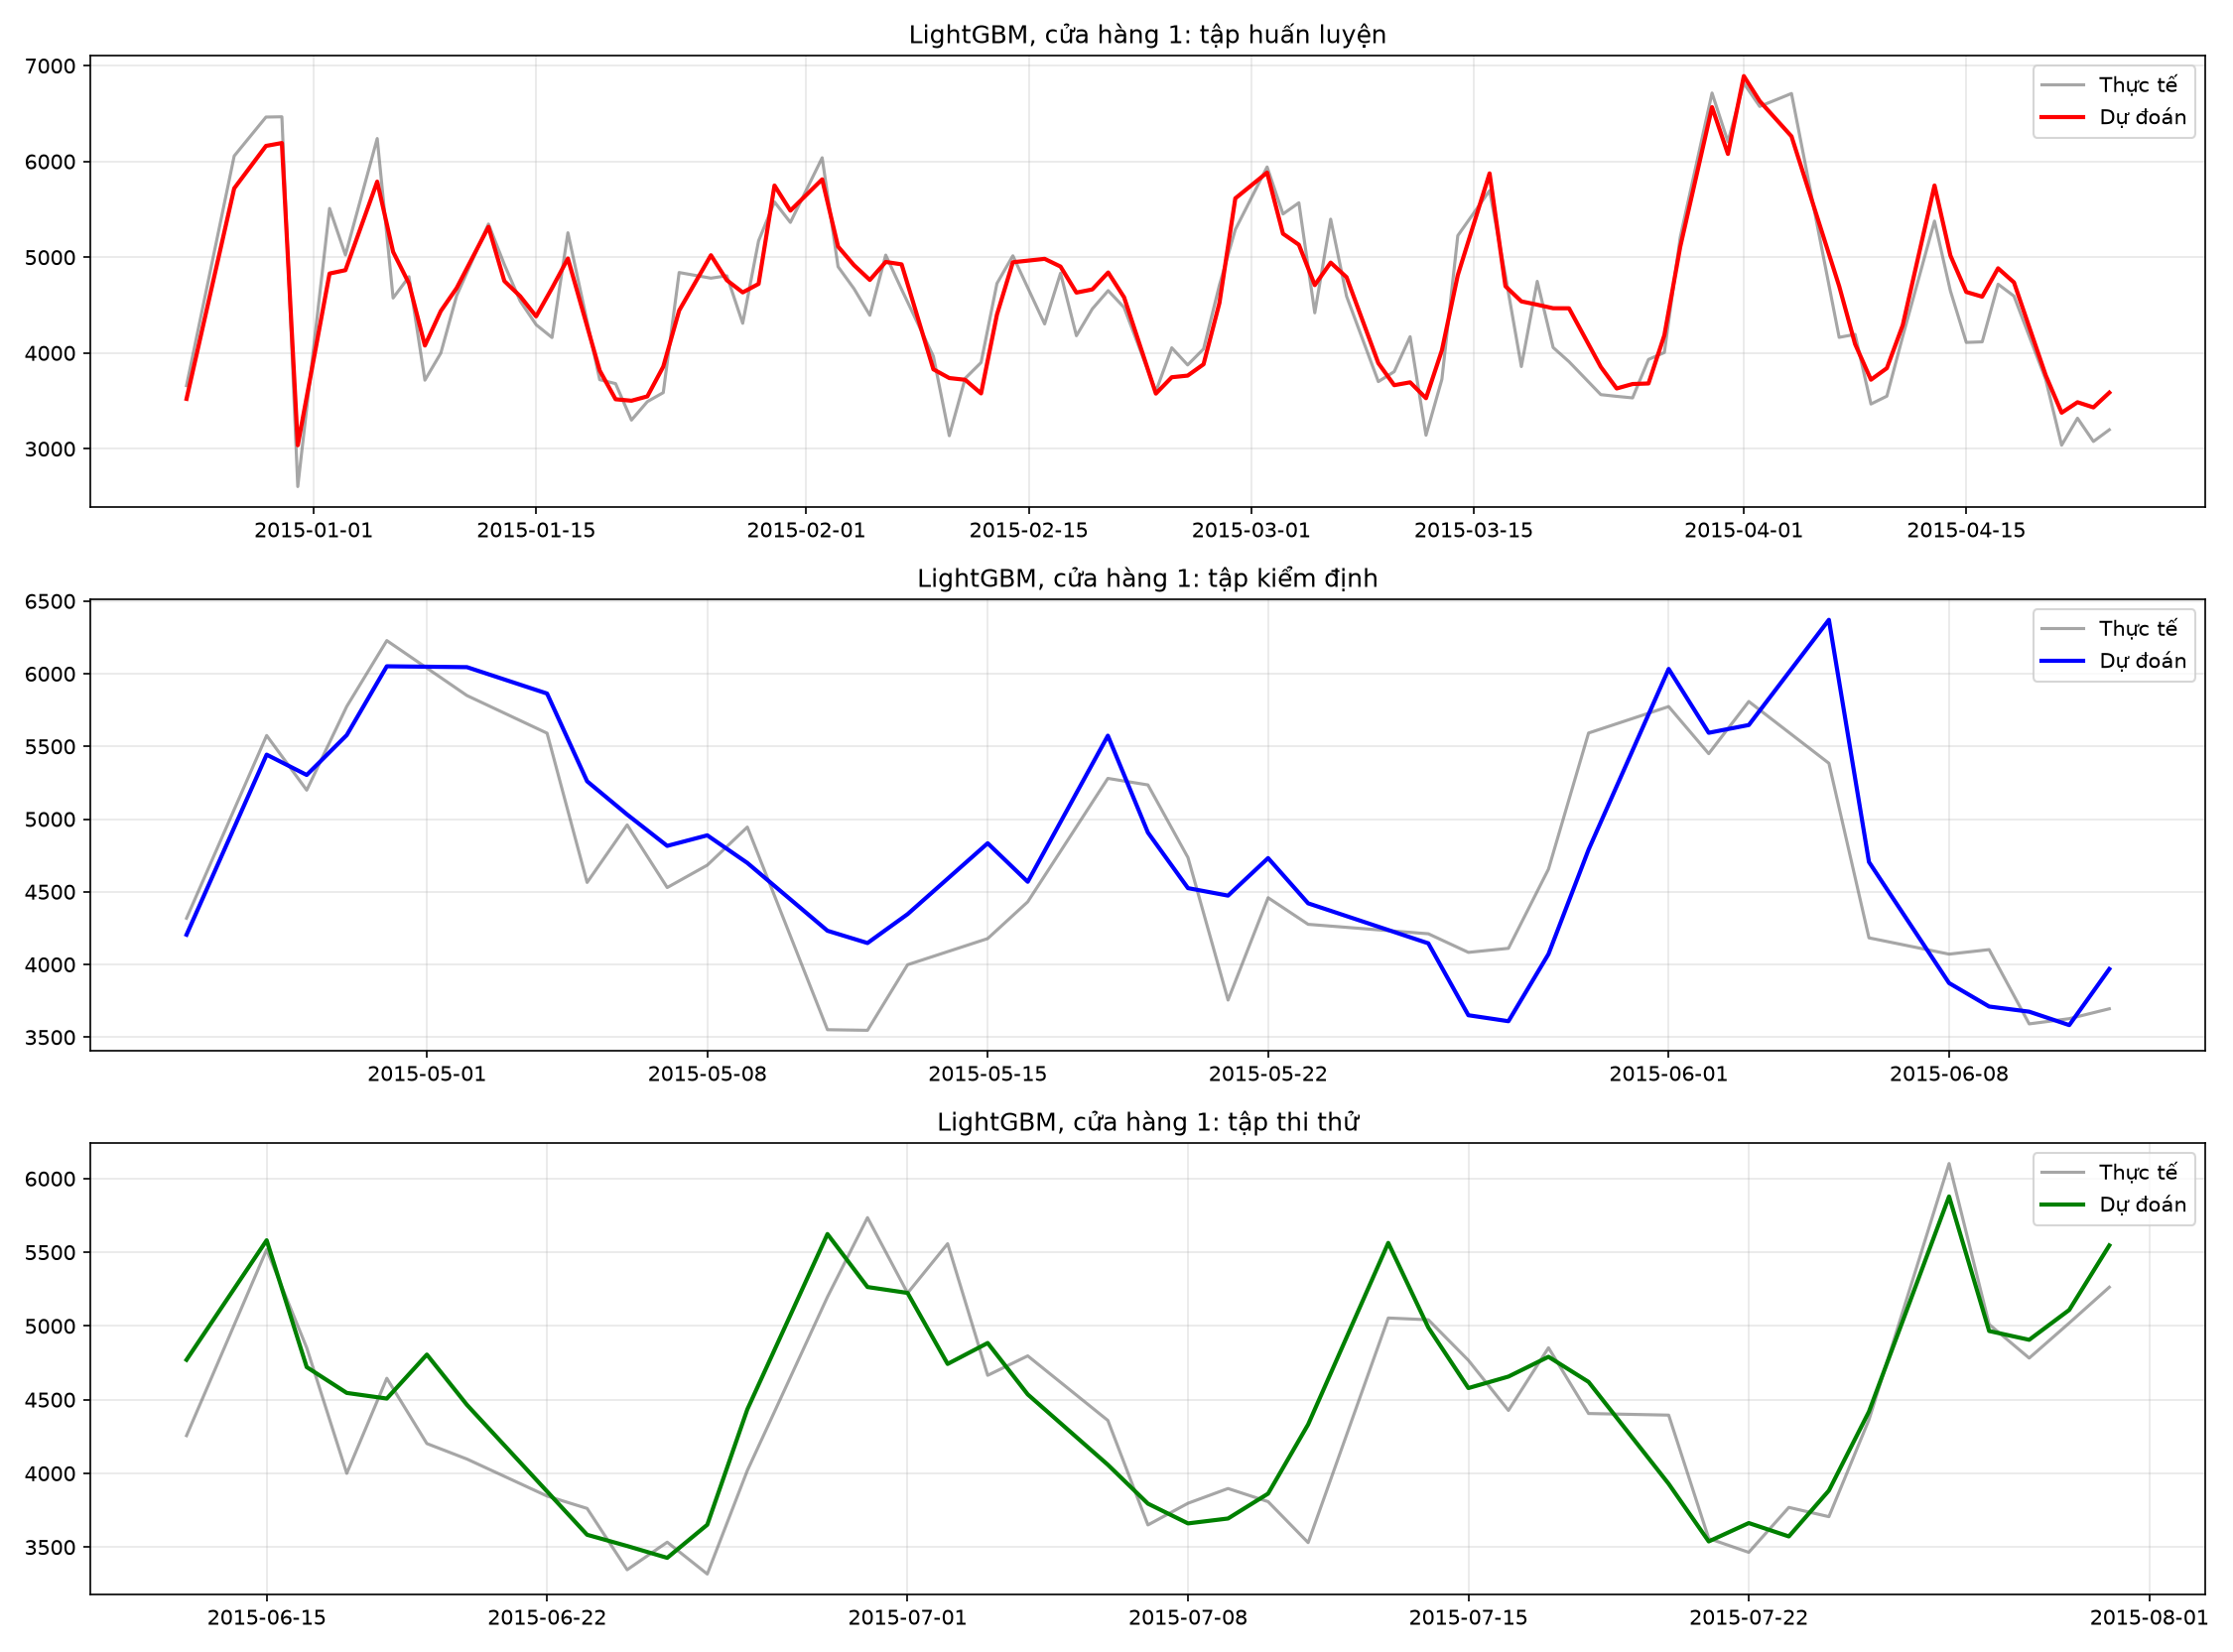 LightGBM, cửa hàng 1: tập huấn luyện
7000
6000
5000
4000
3000
Thực tế
Dự đoán
2015-01-01 2015-01-15 2015-02-01 2015-02-15 2015-03-01 2015-03-15 2015-04-01 2015-04-15
LightGBM, cửa hàng 1: tập kiểm định
6500
6000
5500
5000
4500
4000
3500
Thực tế
Dự đoán
2015-05-01 2015-05-08 2015-05-15 2015-05-22 2015-06-01 2015-06-08
LightGBM, cửa hàng 1: tập thi thử
6000
5500
5000
4500
4000
3500
Thực tế
Dự đoán
2015-06-15 2015-06-22 2015-07-01 2015-07-08 2015-07-15 2015-07-22 2015-08-01